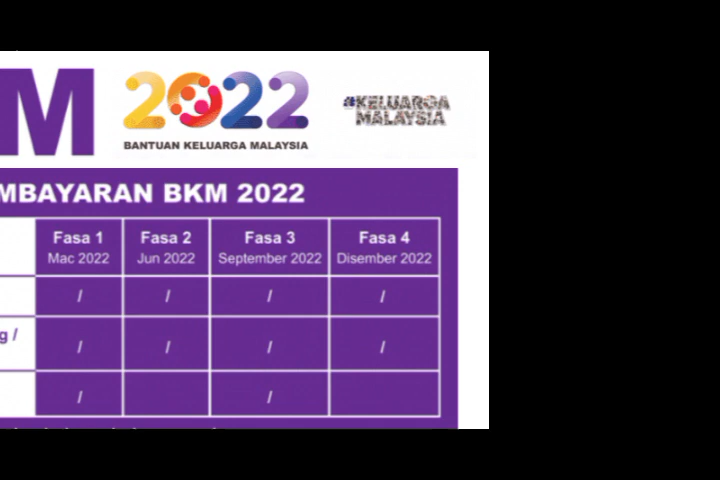 M 2022 #KELUARGA
MALAYSIA
BANTUAN KELUARGA MALAYSIA
MBAYARAN BKM 2022
Fasa 1 Fasa 2 Fasa 3 Fasa 4
Mac 2022 Jun 2022 September 2022 Disember 2022
/ / / /
g / / / / /
/ /